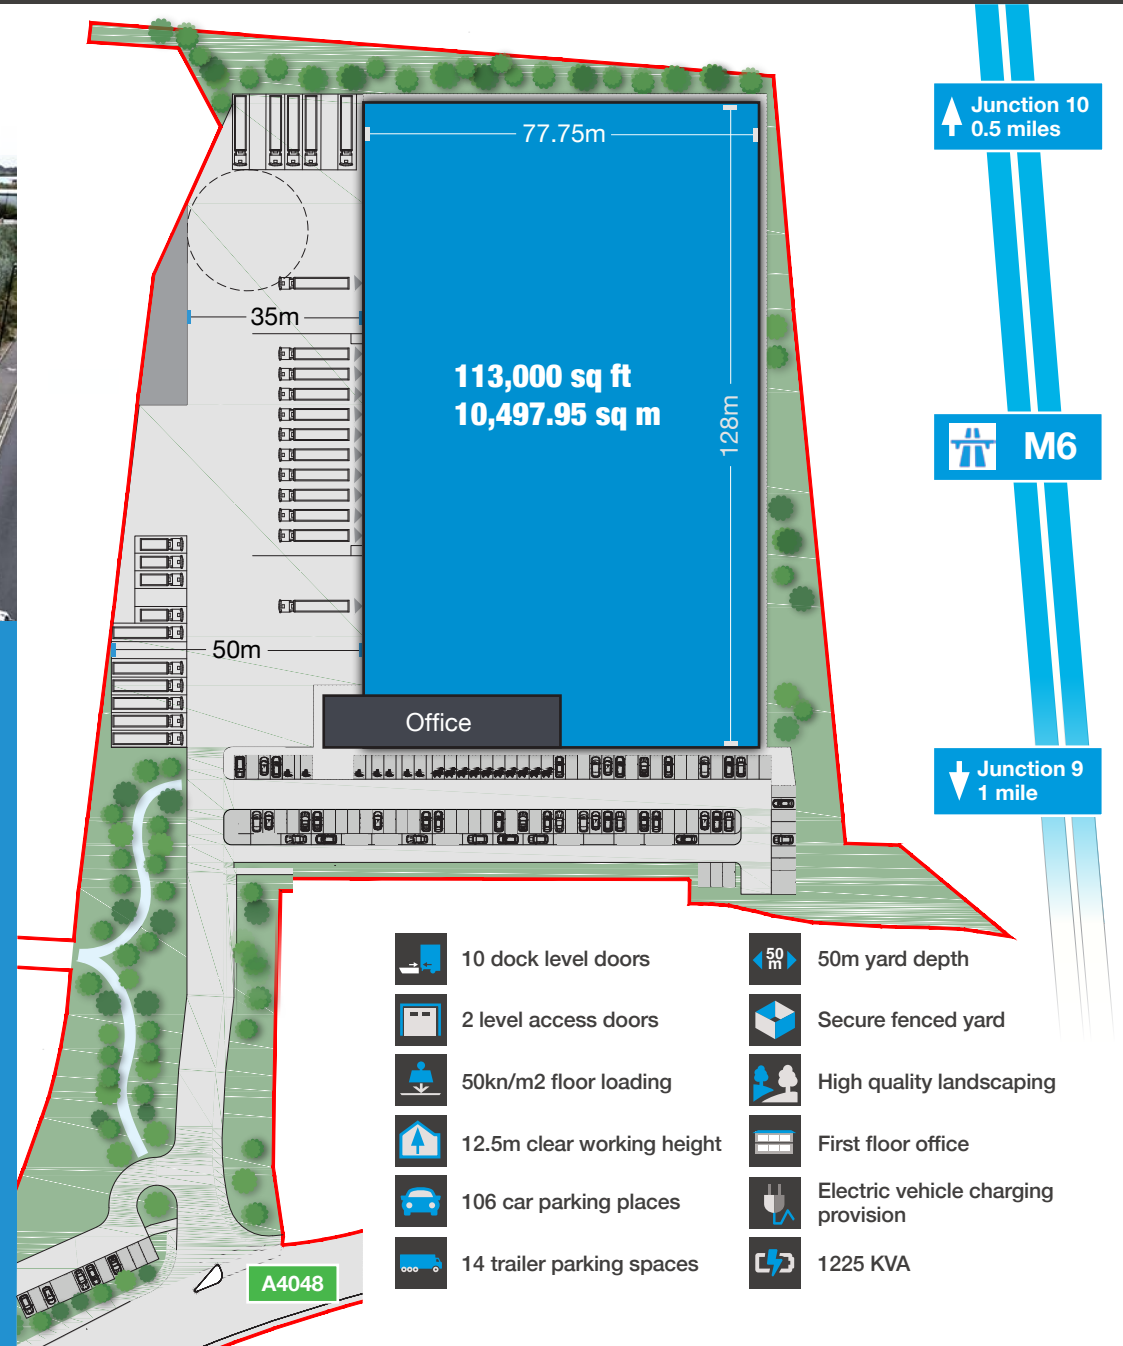 77.75m
35m
113,000 sq ft
10,497.95 sq m
128m
50m
Office
Junction 10
0.5 miles
M6
Junction 9
1 mile
10 dock level doors
2 level access doors
50kn/m2 floor loading
12.5m clear working height
106 car parking places
14 trailer parking spaces
50
m
50m yard depth
Secure fenced yard
High quality landscaping
First floor office
Electric vehicle charging
provision
1225 KVA
A4048